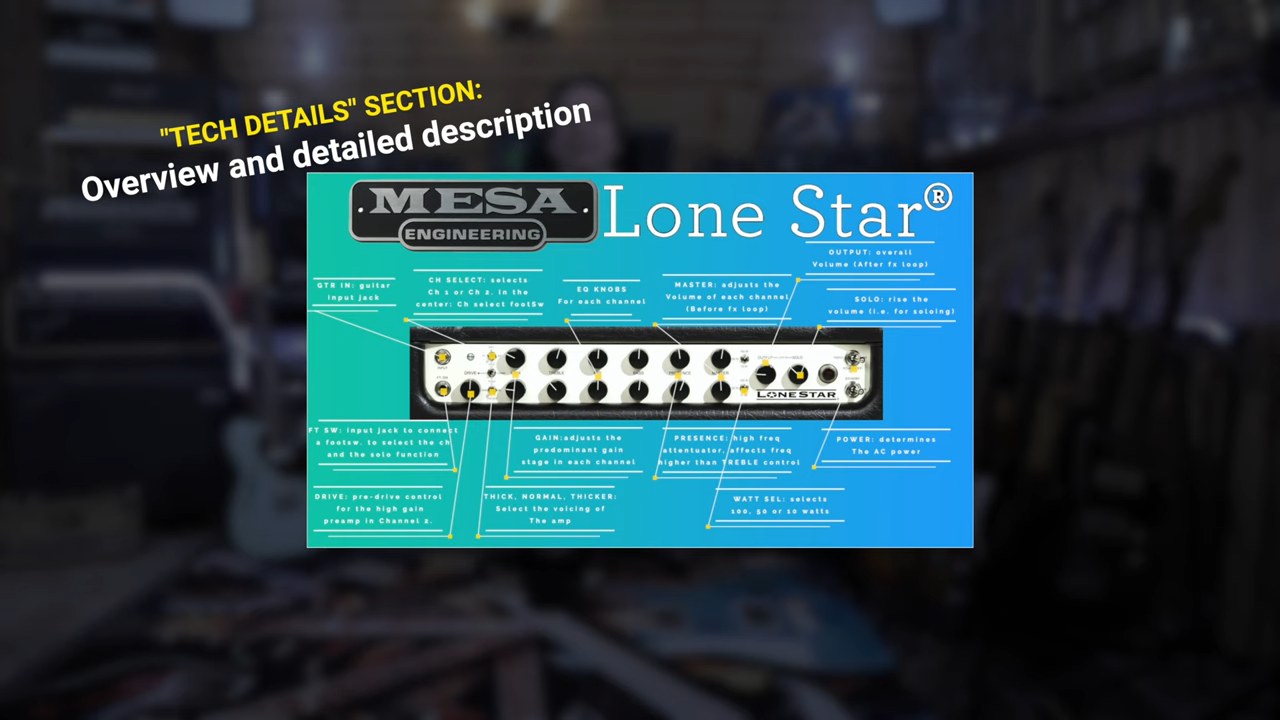 "TECH DETAILS" SECTION:
Overview and detailed description
MESA
ENGINEERING
Lone Star®
OUTPUT: overall
Volume (After fx loop)
GTR IN: guitar
input jack
CH SELECT: selects
Ch 1 or Ch 2. In the
center: Ch select footSw
EQ KNOBS
For each channel
MASTER: adjusts the
Volume of each channel
(Before fx loop)
SOLO: rise the
volume (i.e. for soloing)
LONESTAR
FT SW: input jack to connect
a footsw. to select the ch
and the solo function
GAIN:adjusts the
predominant gain
stage in each channel
PRESENCE: high freq
attentuator, affects freq
higher than TREBLE control
POWER: determines
The AC power
DRIVE: pre-drive control
for the high gain
preamp in Channel 2.
THICK, NORMAL, THICKER:
Select the voicing of
The amp
WATT SEL: selects
100, 50 or 10 watts